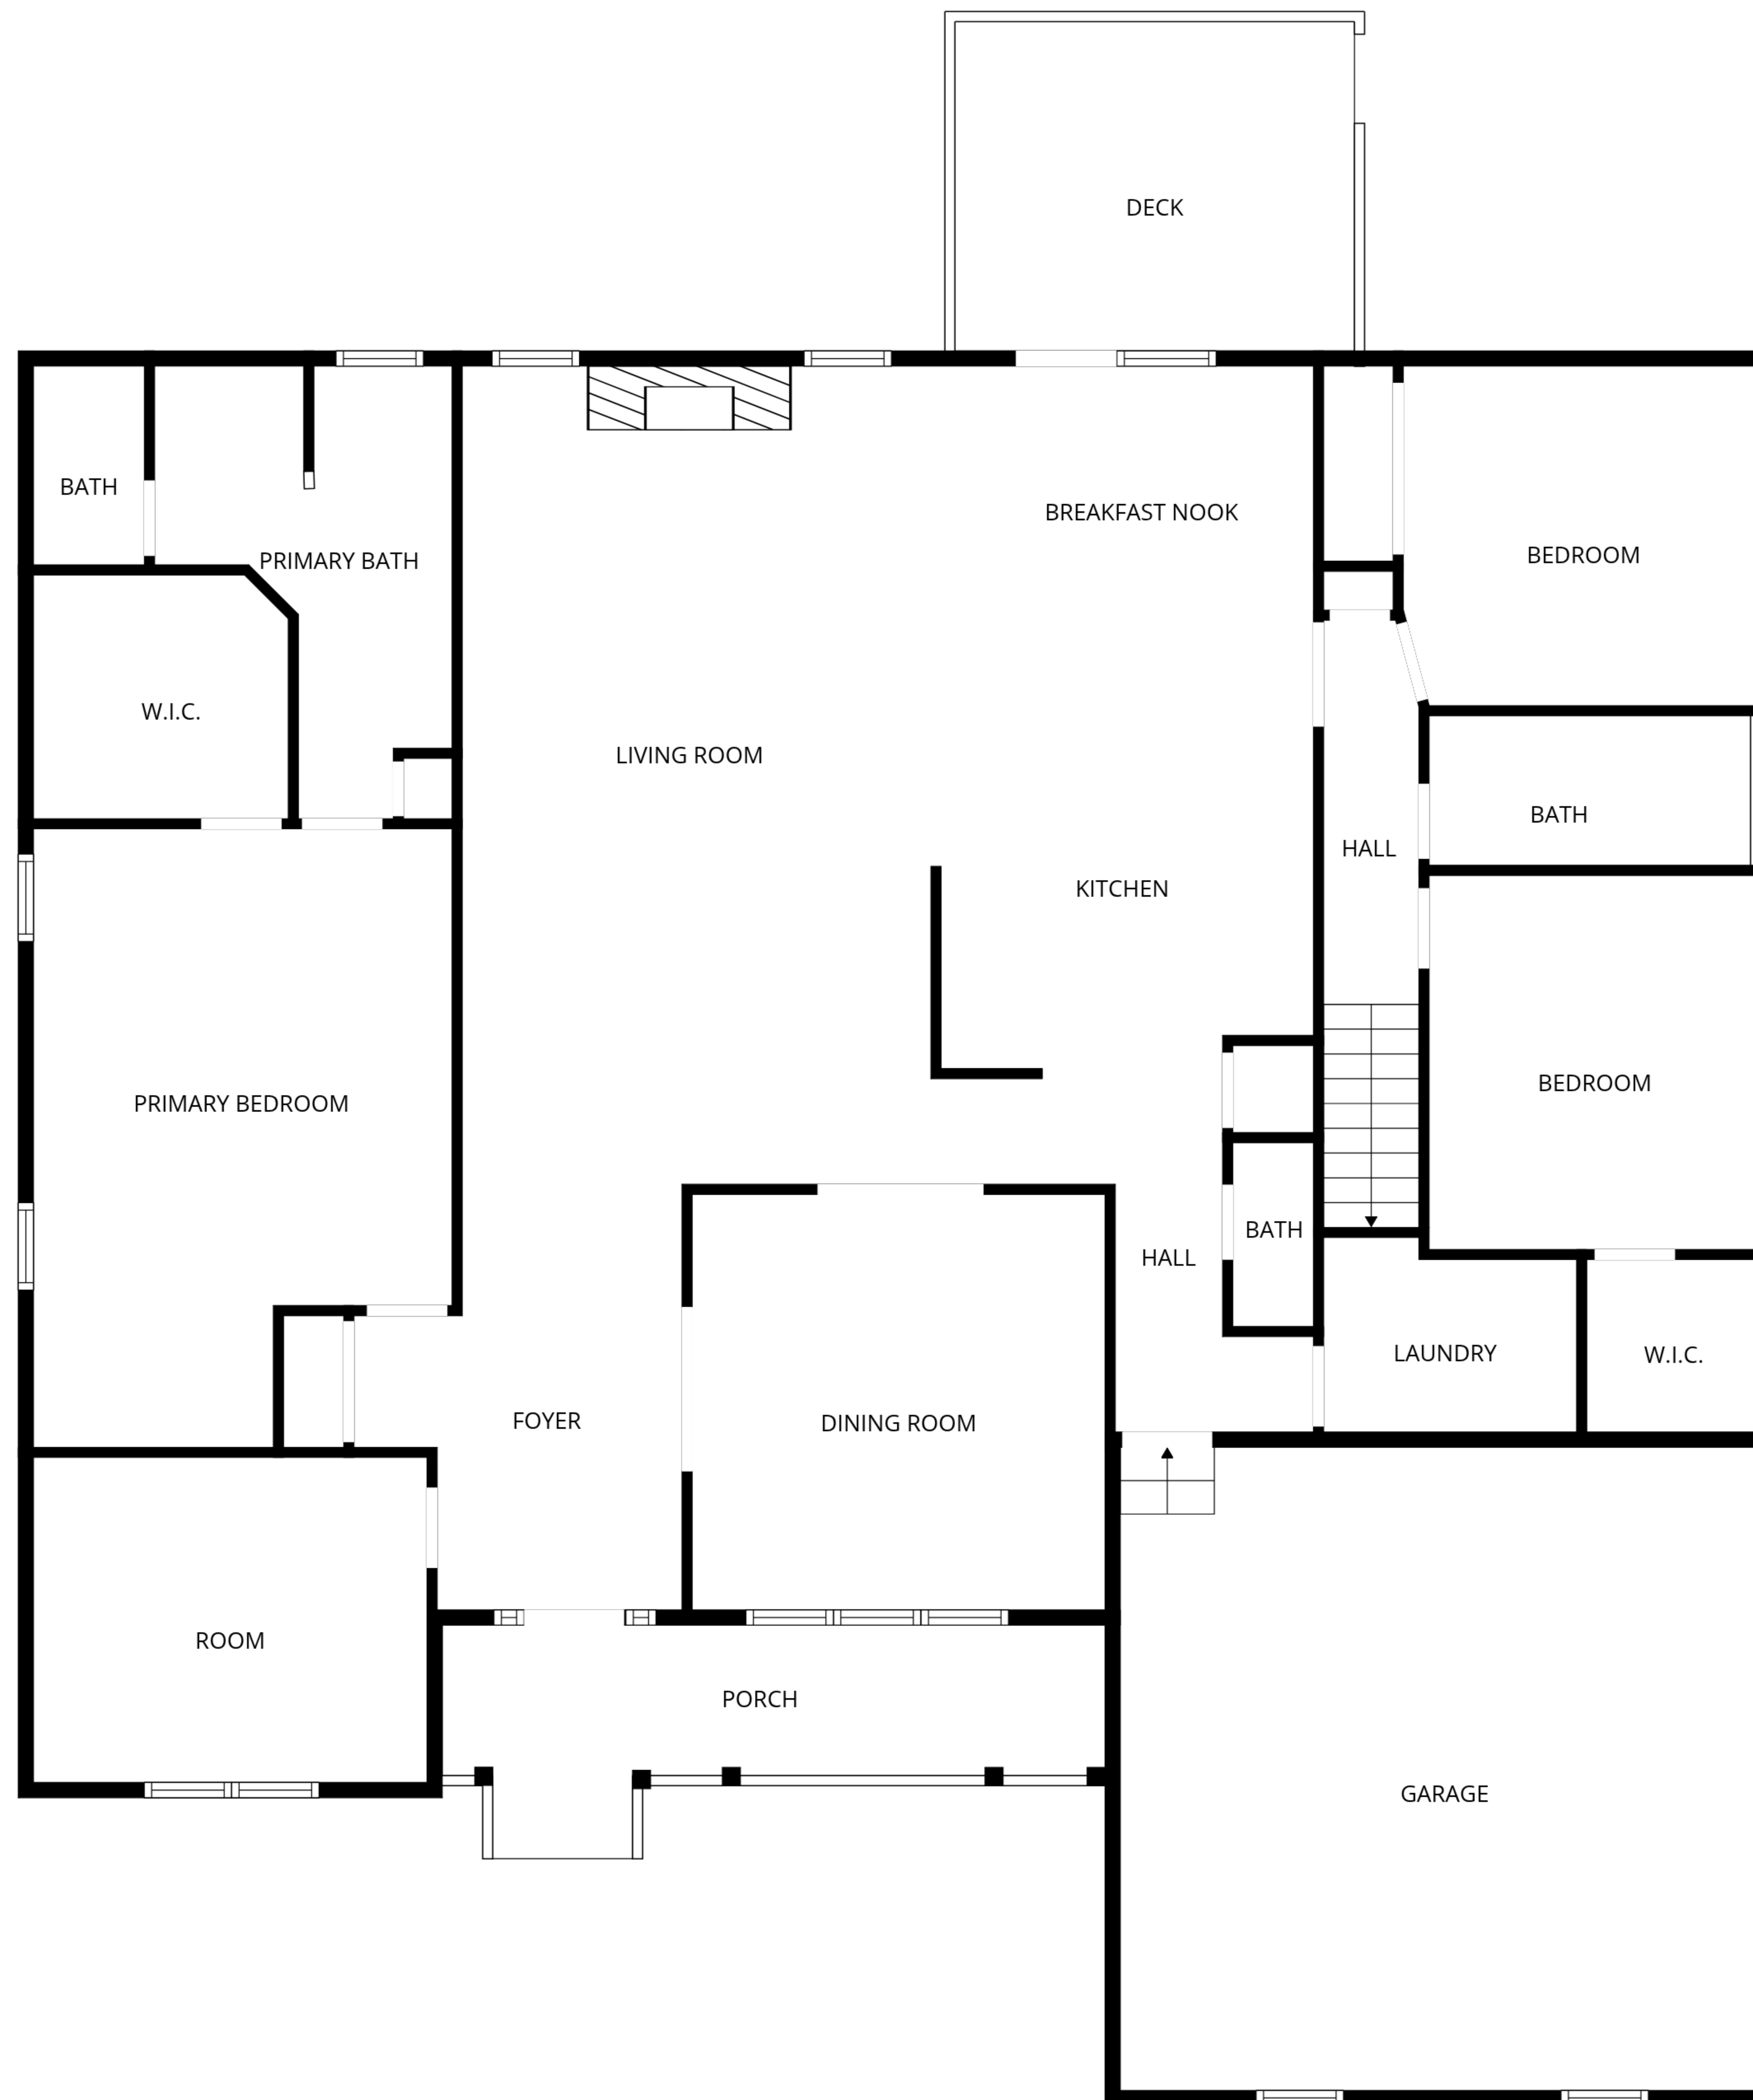 DECK
BATH
BREAKFAST NOOK
PRIMARY BATH
BEDROOM
W.I.C.
LIVING ROOM
BATH
HALL
KITCHEN
PRIMARY BEDROOM
BEDROOM
BATH
HALL
LAUNDRY
W.I.C.
FOYER
DINING ROOM
ROOM
PORCH
GARAGE